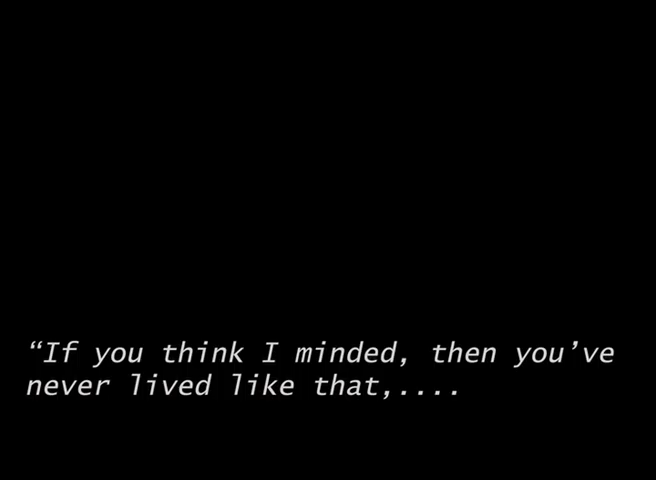 “If you think I minded, then you’ve
never lived like that,....